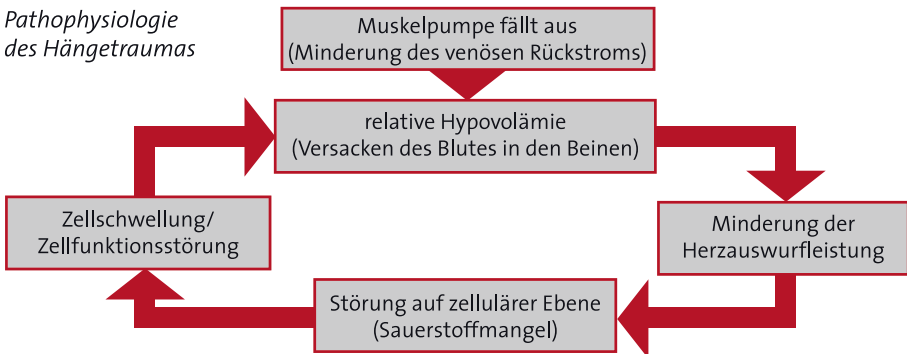 Pathophysiologie
des Hängetraumas
Muskelpumpe fällt aus
(Minderung des venösen Rückstroms)
relative Hypovolämie
(Versacken des Blutes in den Beinen)
Zellschwellung/
Zellfunktionsstörung
Minderung der
Herzauswurfleistung
Störung auf zellulärer Ebene
(Sauerstoffmangel)